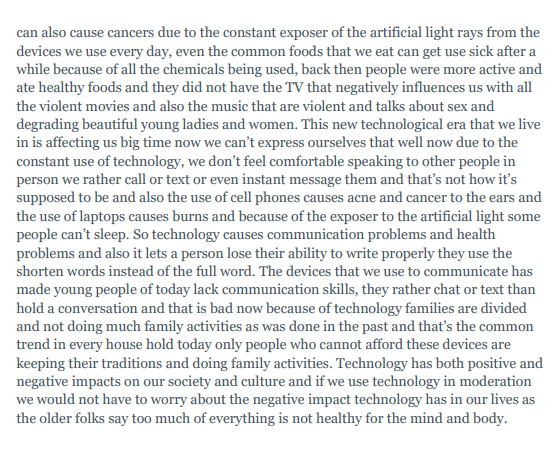 can also cause cancers due to the constant exposer of the artificial light rays from the
devices we use every day, even the common foods that we eat can get use sick after a
while because of all the chemicals being used, back then people were more active and
ate healthy foods and they did not have the TV that negatively influences us with all
the violent movies and also the music that are violent and talks about sex and
degrading beautiful young ladies and women. This new technological era that we live
in is affecting us big time now we can't express ourselves that well now due to the
constant use of technology, we don't feel comfortable speaking to other people in
person we rather call or text or even instant message them and that's not how it's
supposed to be and also the use of cell phones causes acne and cancer to the ears and
the use of laptops causes burns and because of the exposer to the artificial light some
people can't sleep. So technology causes communication problems and health
problems and also it lets a person lose their ability to write properly they use the
shorten words instead of the full word. The devices that we use to communicate has
made young people of today lack communication skills, they rather chat or text than
hold a conversation and that is bad now because of technology families are divided
and not doing much family activities as was done in the past and that's the common
trend in every house hold today only people who cannot afford these devices are
keeping their traditions and doing family activities. Technology has both positive and
negative impacts on our society and culture and if we use technology in moderation
we would not have to worry about the negative impact technology has in our lives as
the older folks say too much of everything is not healthy for the mind and body.